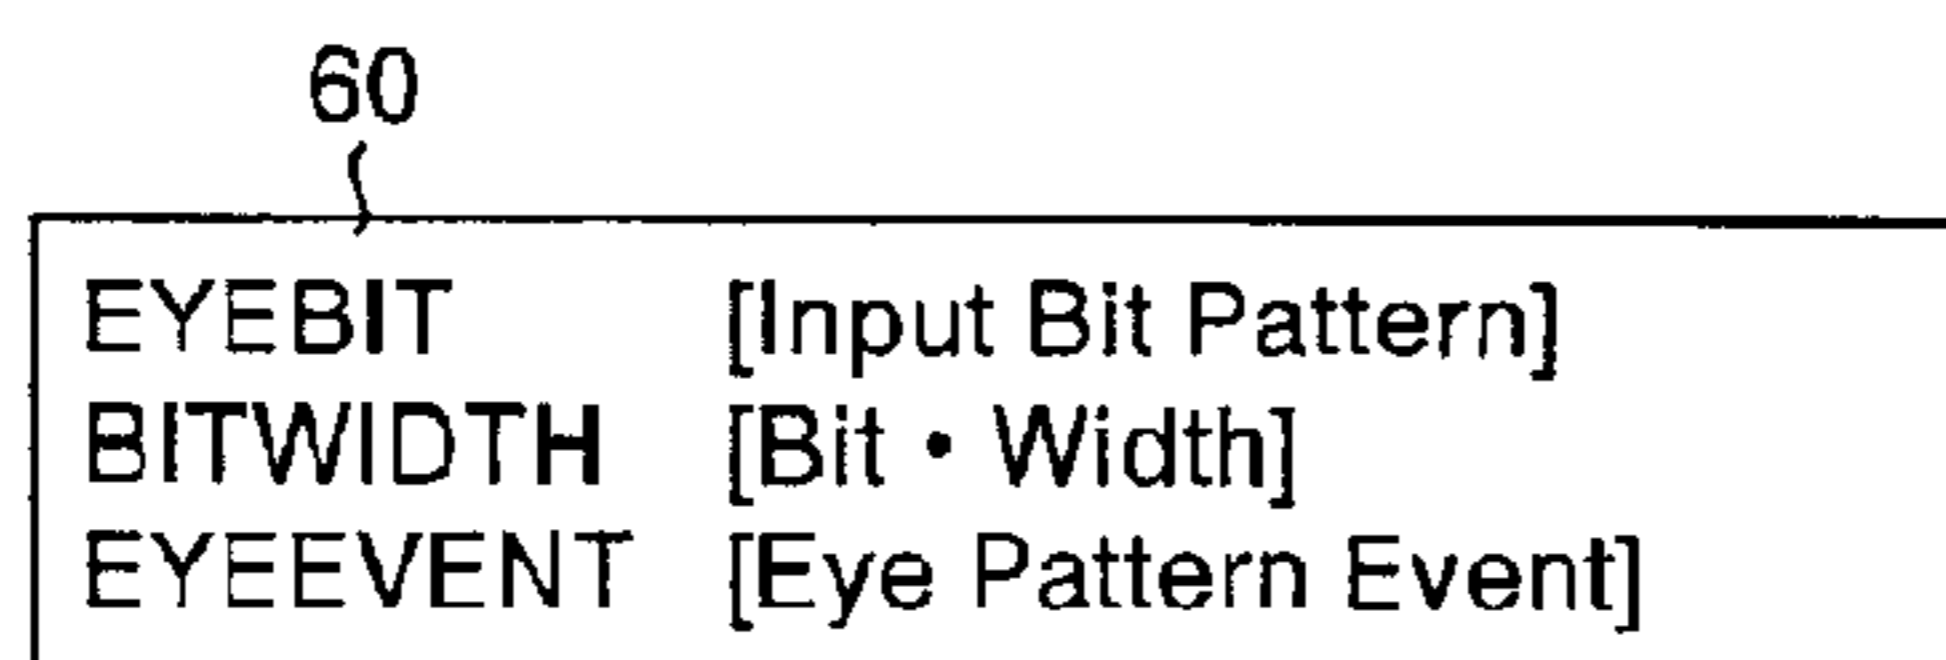 60
EYEBIT [Input Bit Pattern]
BITWIDTH [Bit • Width]
EYEEVENT [Eye Pattern Event]